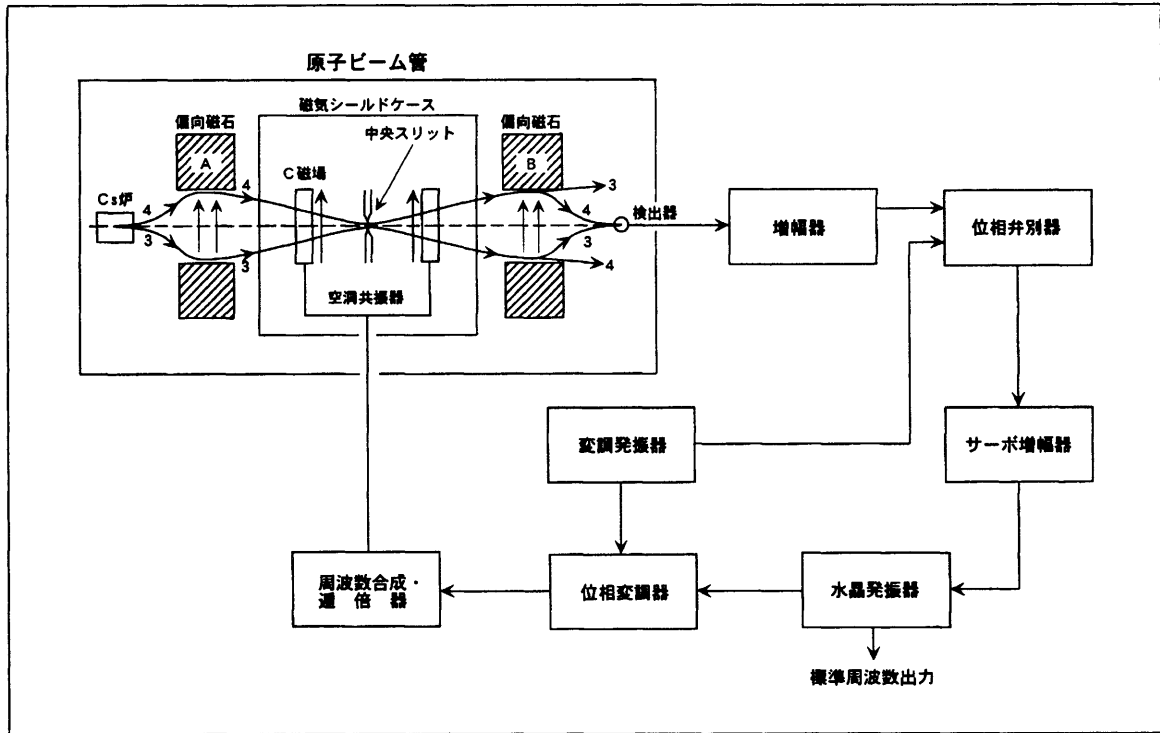 原子ビーム管
磁気シールドケース
偏向磁石
中央スリット
偏向磁石
A
B
C磁場
Cs炉
4
4
3
3
3
4
3
4
検出器
空洞共振器
増幅器
位相弁別器
変調発振器
サーボ増幅器
周波数合成・
逓倍器
位相変調器
水晶発振器
標準周波数出力